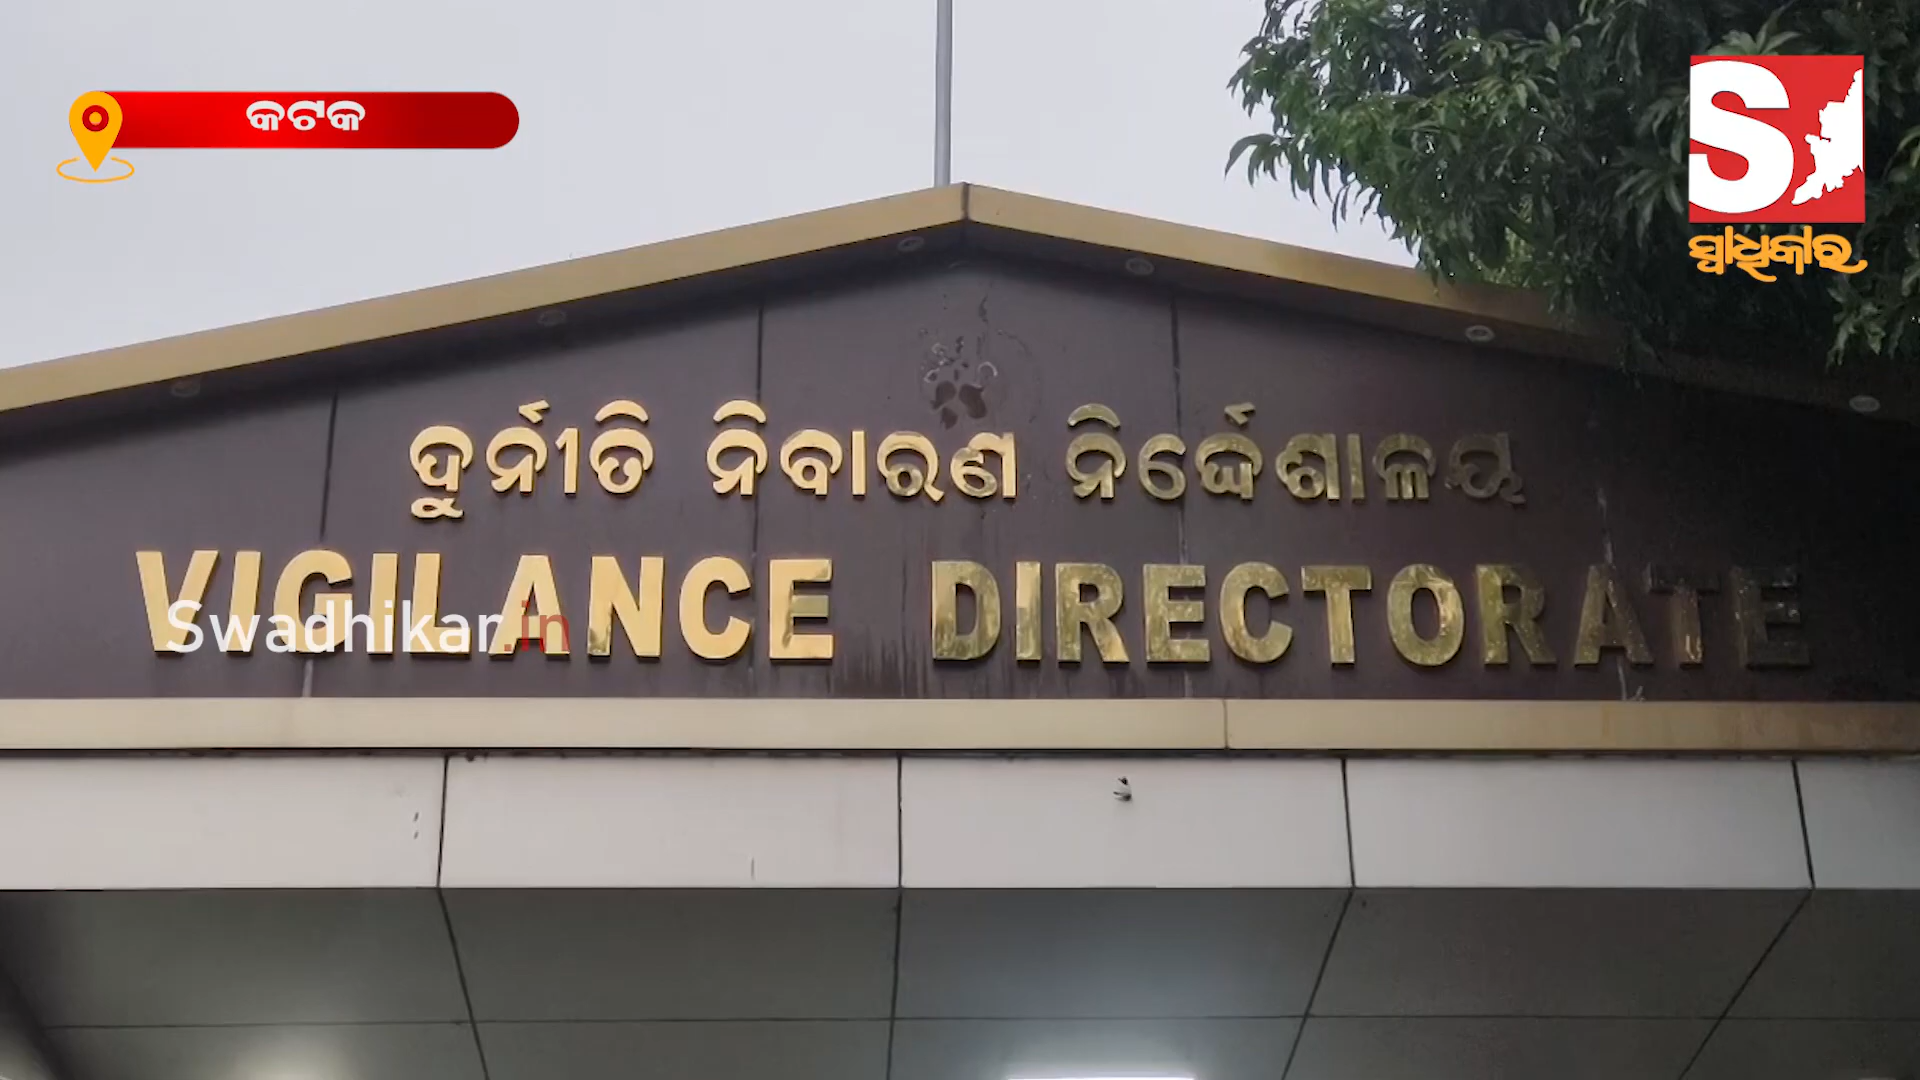 କଟକ
S
ସ୍ୱାଧିକାର
ଦୁର୍ନୀତି ନିବାରଣ ନିର୍ଦ୍ଦେଶାଳୟ
VIGILANCE DIRECTORATE
Swadhikar.in